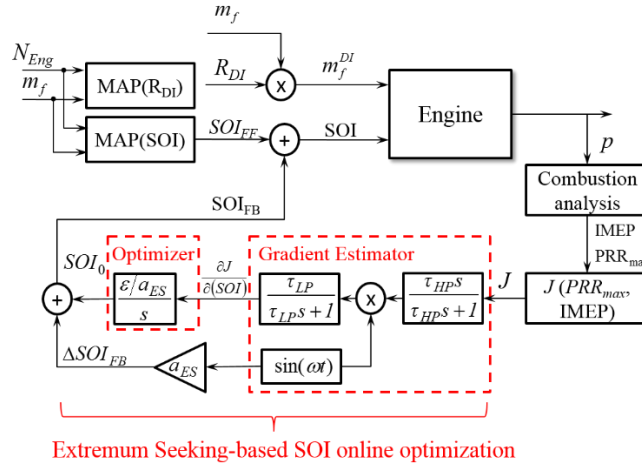 m_f
N_Eng
m_f
MAP(R_DI)
R_DI
x
m_f^DI
Engine
MAP(SOI)
SOI_FF
+
SOI
p
Combustion
analysis
SOI_FB
IMEP
PRR_ma
Optimizer
Gradient Estimator
SOI_0
+
ε/a_ES
s
∂J
∂(SOI)
τ_LP
τ_LP s + 1
x
τ_HP s
τ_HP s + 1
J
J (PRR_max,
IMEP)
ΔSOI_FB
a_ES
sin(ωt)
Extremum Seeking-based SOI online optimization